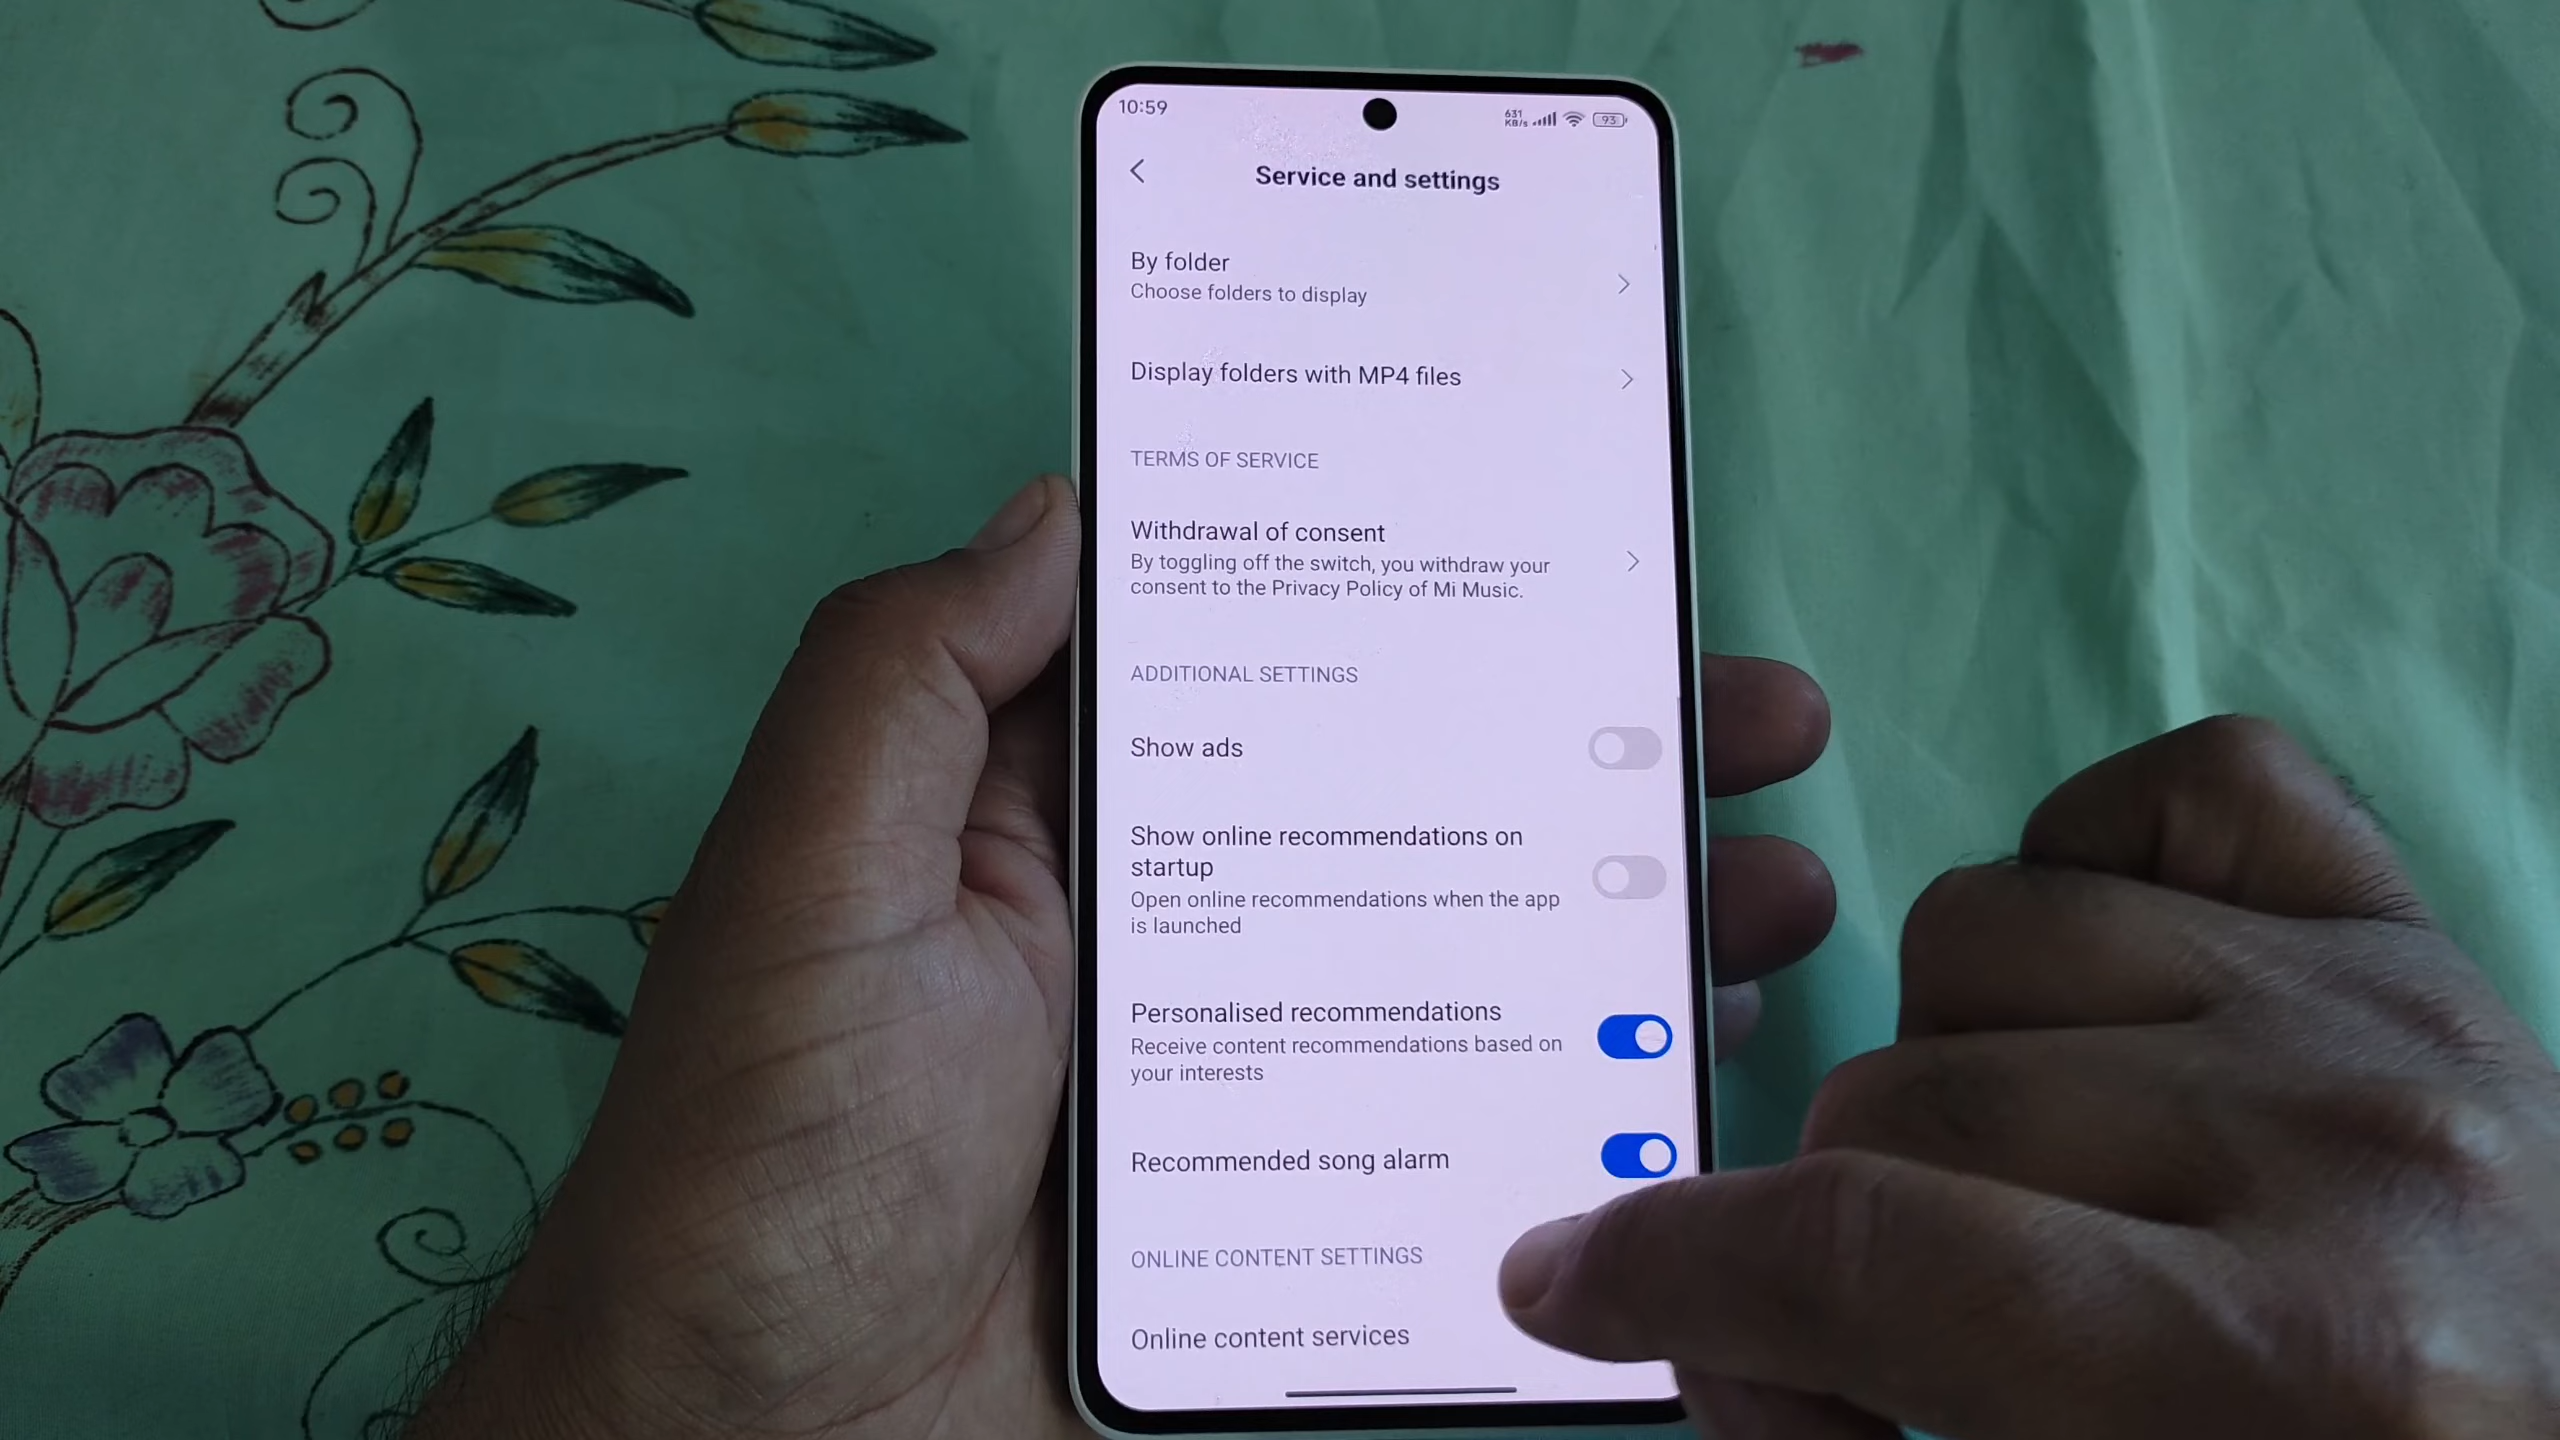 10:59
631
KB/s
93
Service and settings
By folder
Choose folders to display
Display folders with MP4 files
TERMS OF SERVICE
Withdrawal of consent
By toggling off the switch, you withdraw your
consent to the Privacy Policy of Mi Music.
ADDITIONAL SETTINGS
Show ads
Show online recommendations on
startup
Open online recommendations when the app
is launched
Personalised recommendations
Receive content recommendations based on
your interests
Recommended song alarm
ONLINE CONTENT SETTINGS
Online content services